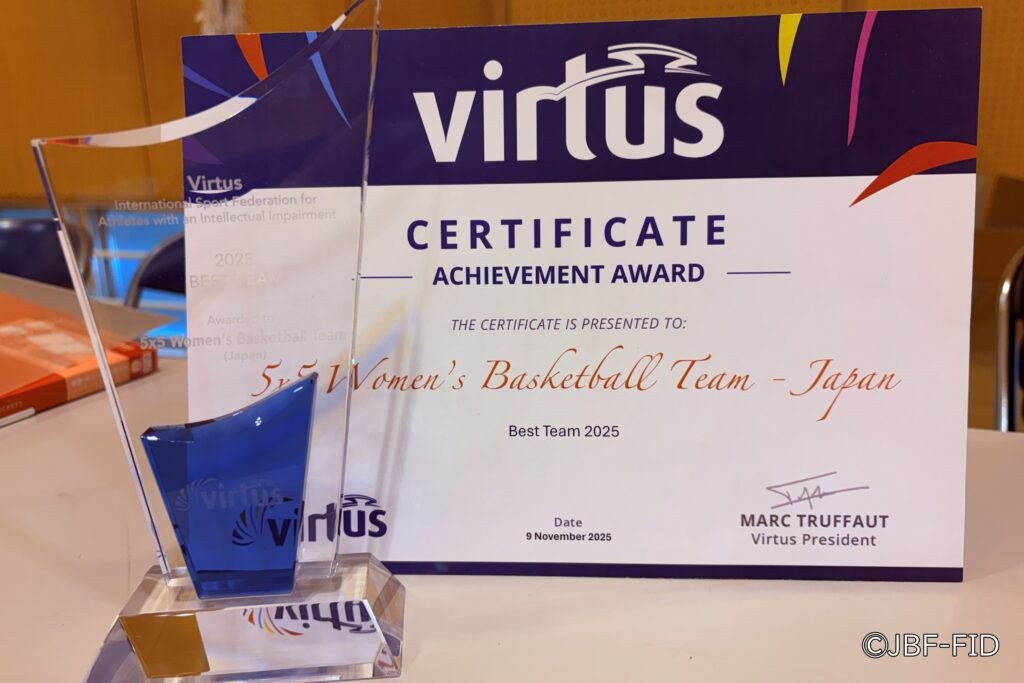 virtus
CERTIFICATE
ACHIEVEMENT AWARD
THE CERTIFICATE IS PRESENTED TO:
5x5 Women's Basketball Team - Japan
Best Team 2025
Date
9 November 2025
MARC TRUFFAUT
Virtus President
virtus
Virtus
International Sport Federation for
Athletes with an Intellectual Impairment
2025
BEST TEAM
Awarded to
5x5 Women's Basketball Team
(Japan)
virtus
©JBF-FID